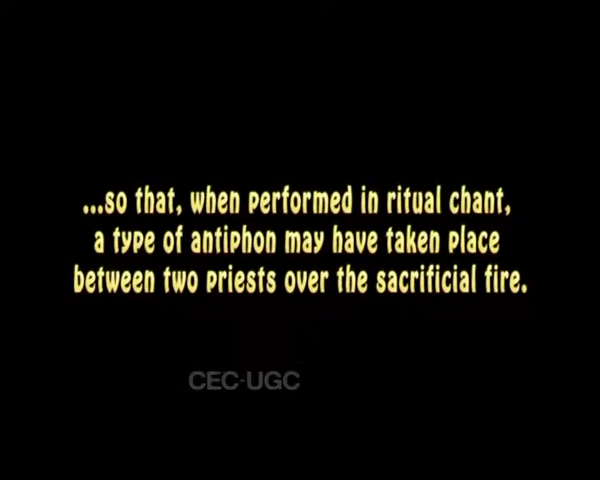 ...so that, when performed in ritual chant,
a type of antiphon may have taken place
between two priests over the sacrificial fire.
CEC-UGC